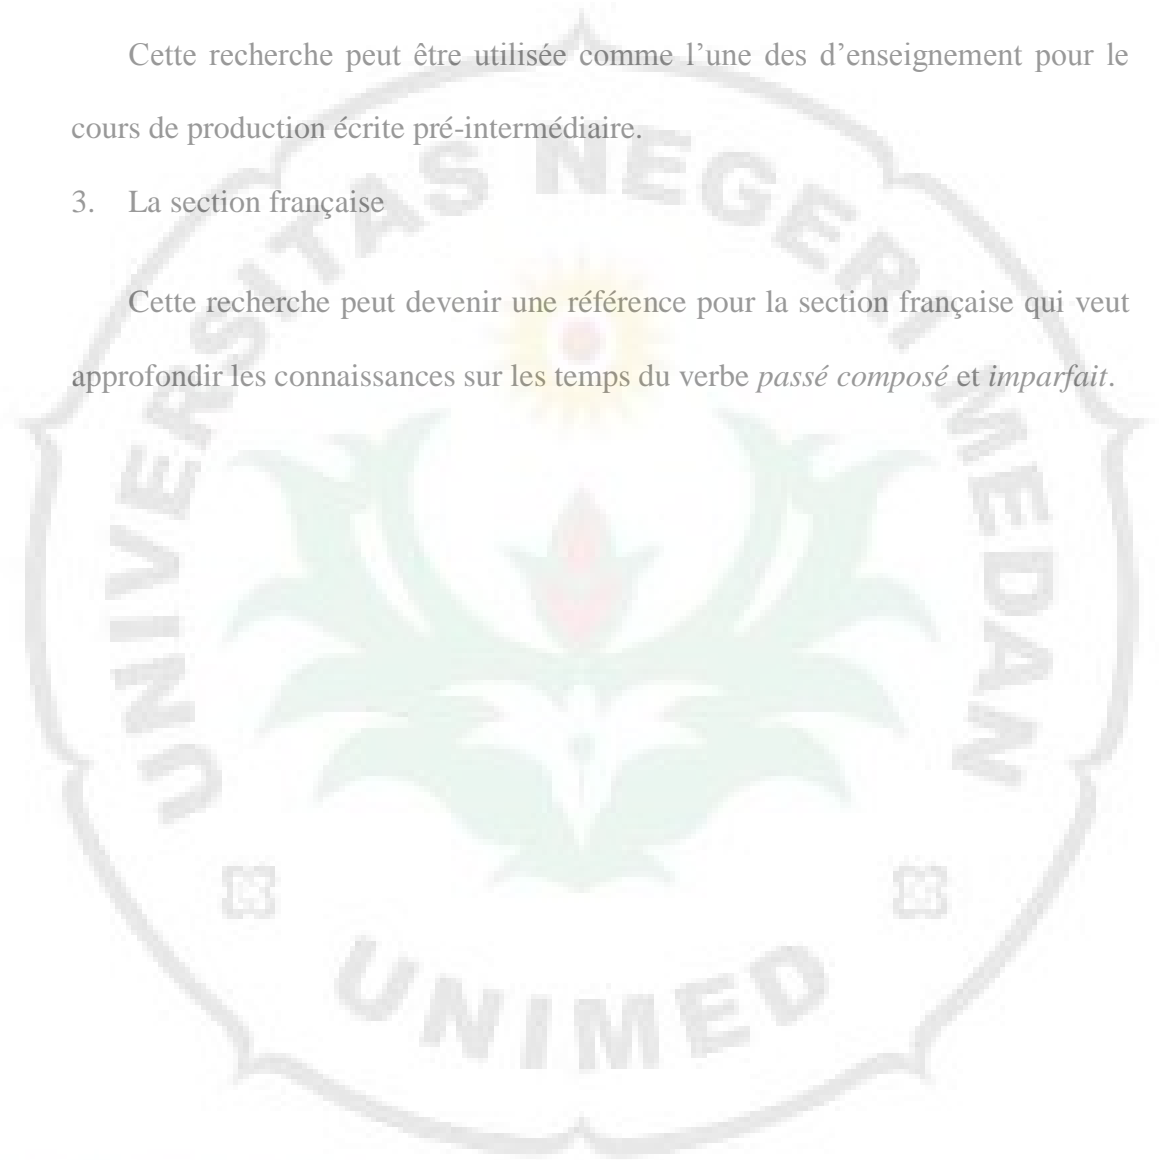 Cette recherche peut être utilisée comme l’une des d’enseignement pour le
cours de production écrite pré-intermédiaire.
3. La section française
Cette recherche peut devenir une référence pour la section française qui veut
approfondir les connaissances sur les temps du verbe passé composé et imparfait.
UNIVERSITAS NEGERI MEDAN
UNIMED